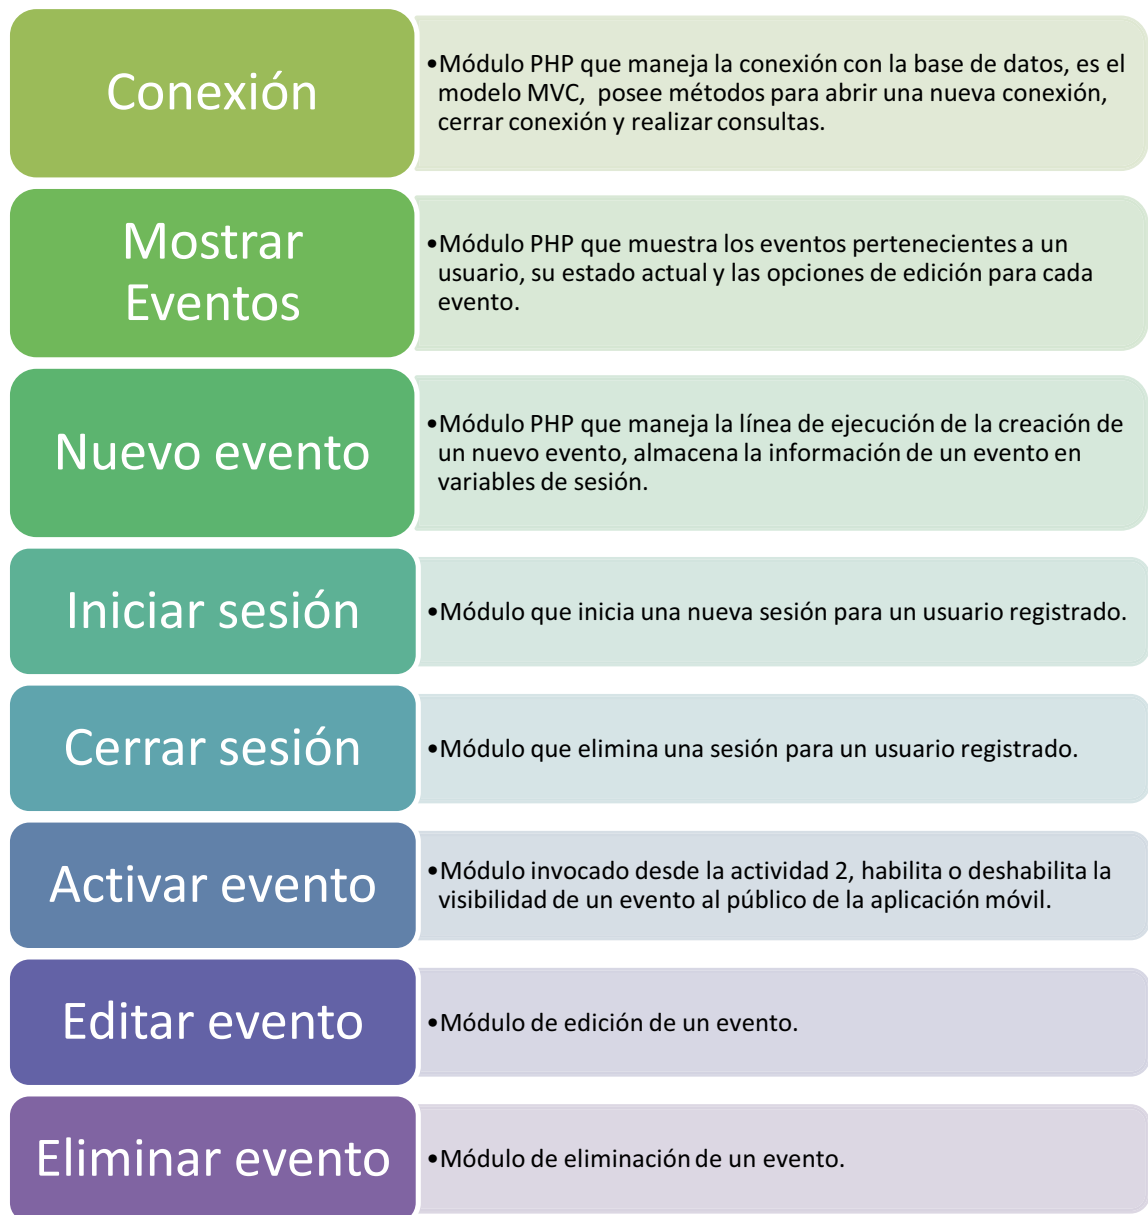 Conexión
•Módulo PHP que maneja la conexión con la base de datos, es el
modelo MVC, posee métodos para abrir una nueva conexión,
cerrar conexión y realizar consultas.
Mostrar
Eventos
•Módulo PHP que muestra los eventos pertenecientes a un
usuario, su estado actual y las opciones de edición para cada
evento.
Nuevo evento
•Módulo PHP que maneja la línea de ejecución de la creación de
un nuevo evento, almacena la información de un evento en
variables de sesión.
Iniciar sesión
•Módulo que inicia una nueva sesión para un usuario registrado.
Cerrar sesión
•Módulo que elimina una sesión para un usuario registrado.
Activar evento
•Módulo invocado desde la actividad 2, habilita o deshabilita la
visibilidad de un evento al público de la aplicación móvil.
Editar evento
•Módulo de edición de un evento.
Eliminar evento
•Módulo de eliminación de un evento.